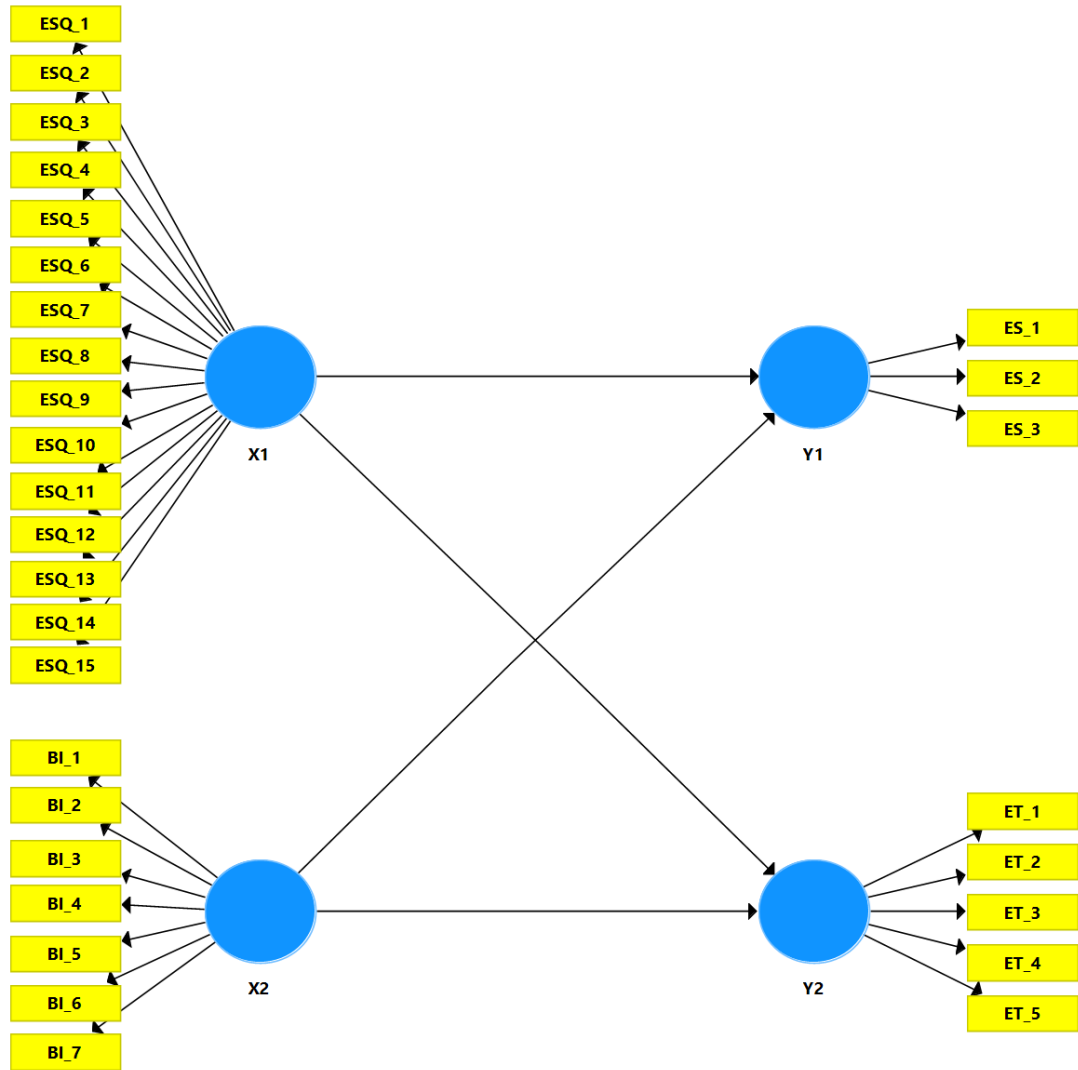 ESQ_1
ESQ_2
ESQ_3
ESQ_4
ESQ_5
ESQ_6
ESQ_7
ESQ_8
ESQ_9
ESQ_10
ESQ_11
ESQ_12
ESQ_13
ESQ_14
ESQ_15
X1
Y1
ES_1
ES_2
ES_3
BI_1
BI_2
BI_3
BI_4
BI_5
BI_6
BI_7
X2
Y2
ET_1
ET_2
ET_3
ET_4
ET_5